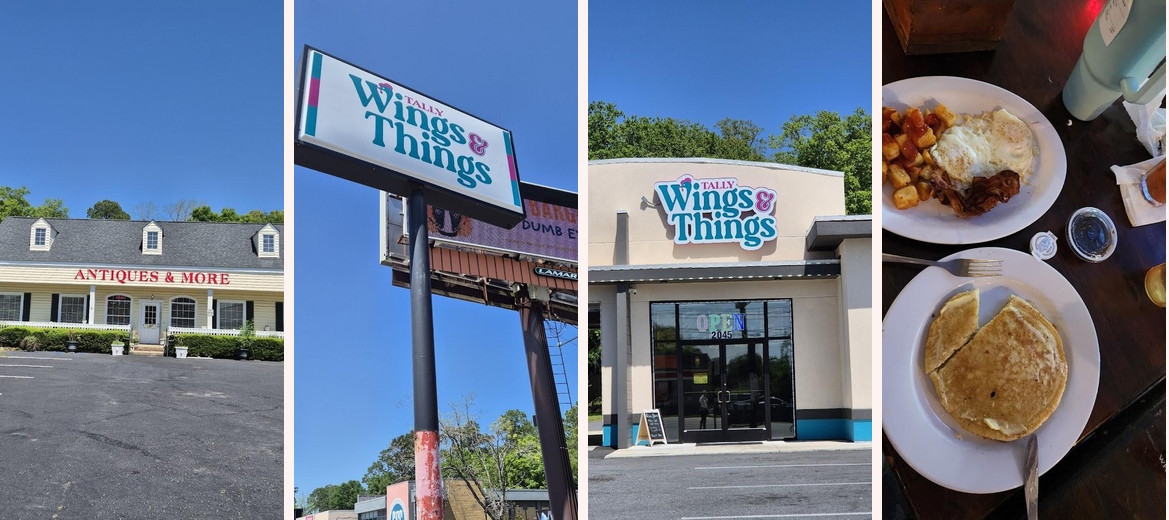 ANTIQUES & MORE
TALLY
Wings &
Things
DUMB E
LAMAR
TALLY
Wings &
Things
OPEN
2045